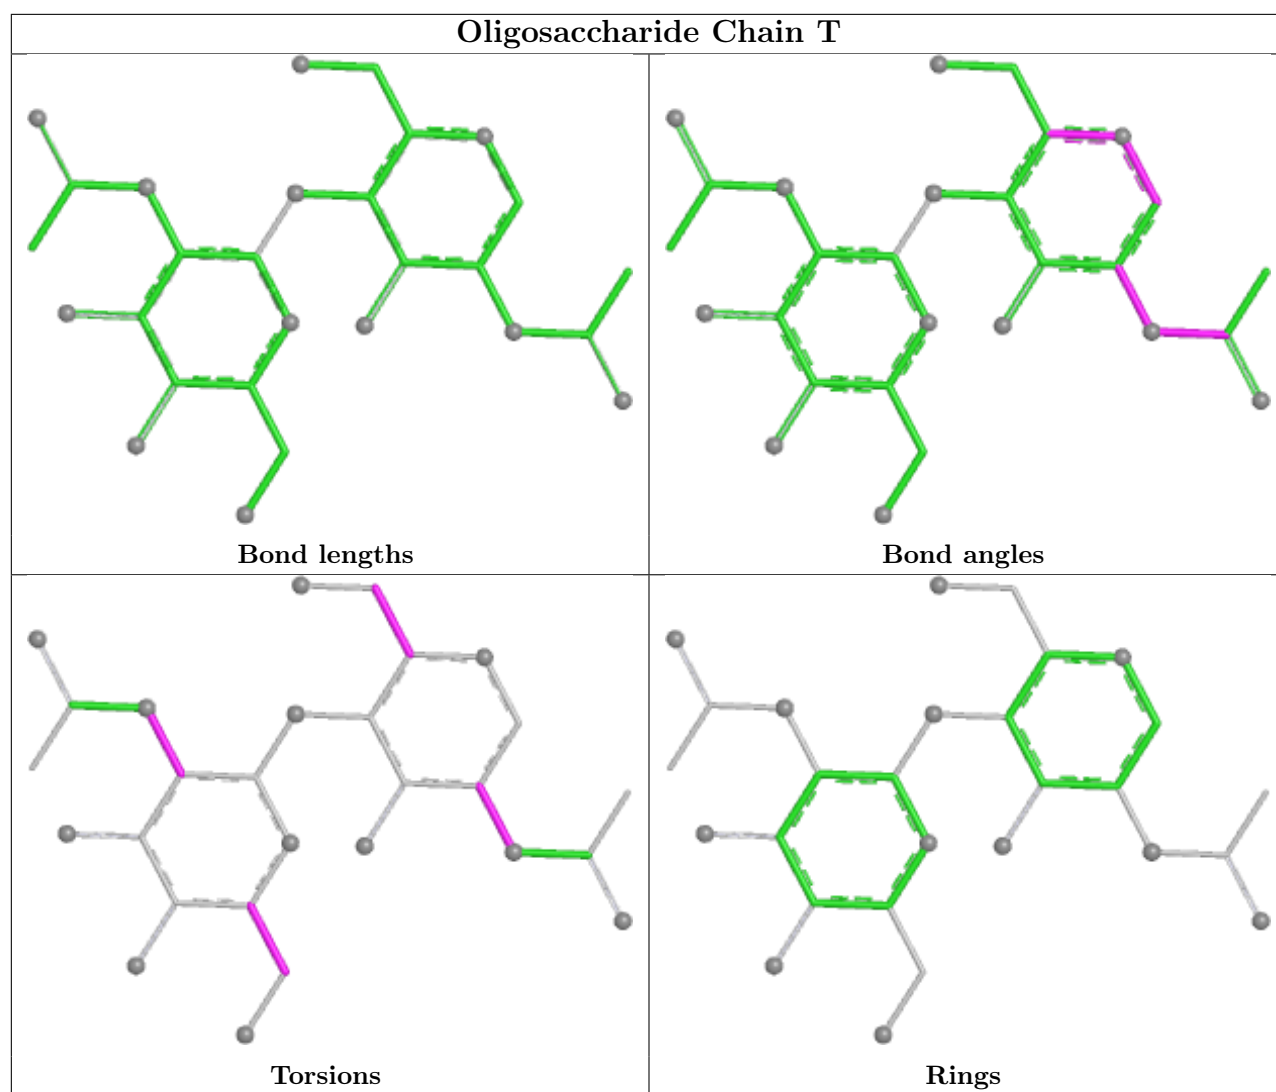 Oligosaccharide Chain T
Bond lengths
Bond angles
Torsions
Rings